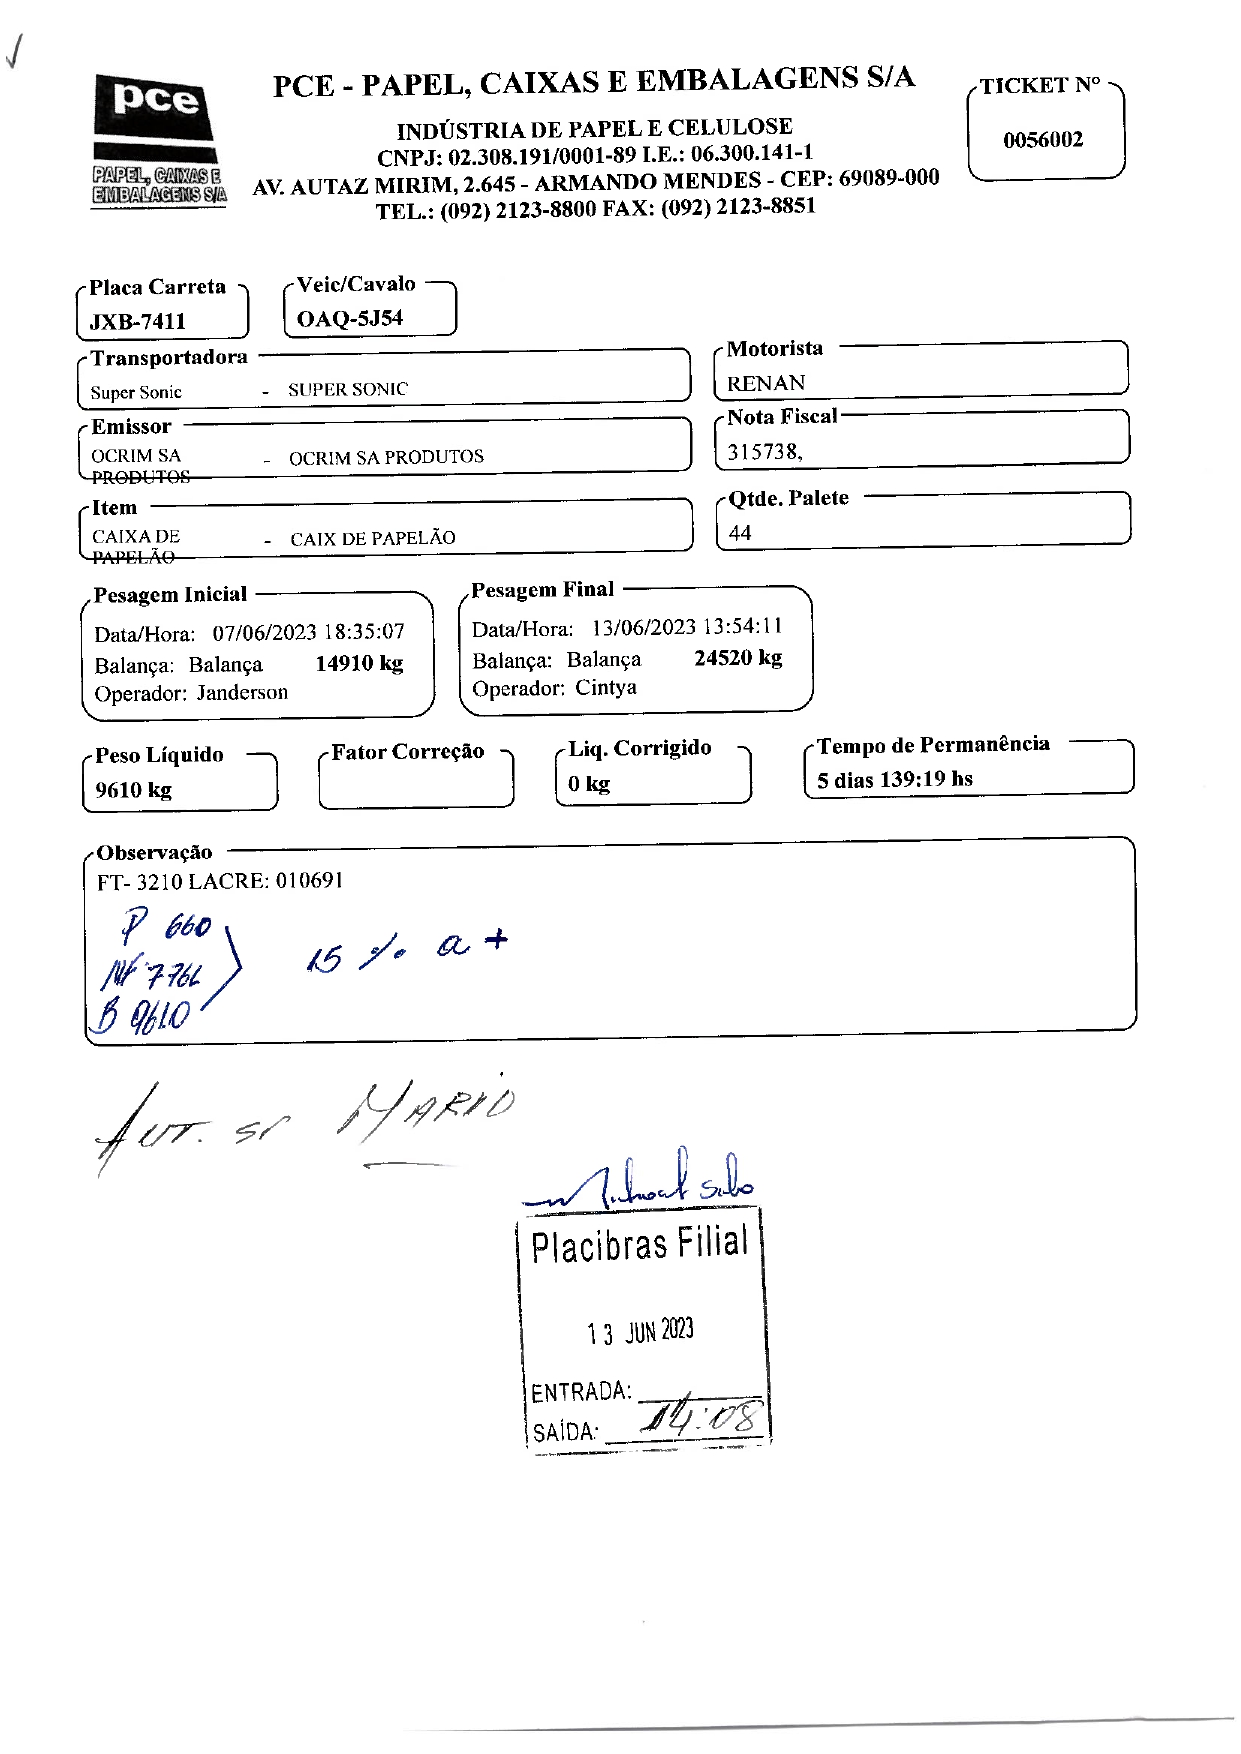 pce
PAPEL, CAIXAS E
EMBALAGENS S/A
PCE - PAPEL, CAIXAS E EMBALAGENS S/A
INDÚSTRIA DE PAPEL E CELULOSE
CNPJ: 02.308.191/0001-89 I.E.: 06.300.141-1
AV. AUTAZ MIRIM, 2.645 - ARMANDO MENDES - CEP: 69089-000
TEL.: (092) 2123-8800 FAX: (092) 2123-8851
TICKET Nº
0056002
Placa Carreta
JXB-7411
Veic/Cavalo
OAQ-5J54
Transportadora
Super Sonic - SUPER SONIC
Motorista
RENAN
Emissor
OCRIM SA - OCRIM SA PRODUTOS
PRODUTOS
Nota Fiscal
315738,
Item
CAIXA DE - CAIX DE PAPELÃO
PAPELÃO
Qtde. Palete
44
Pesagem Inicial
Data/Hora: 07/06/2023 18:35:07
Balança: Balança 14910 kg
Operador: Janderson
Pesagem Final
Data/Hora: 13/06/2023 13:54:11
Balança: Balança 24520 kg
Operador: Cintya
Peso Líquido
9610 kg
Fator Correção
Liq. Corrigido
0 kg
Tempo de Permanência
5 dias 139:19 hs
Observação
FT- 3210 LACRE: 010691
P 660
NF 7766
B 9610
15 % a +
AUT. Sr MARIO
Placibras Filial
13 JUN 2023
ENTRADA:
SAÍDA: 14:08